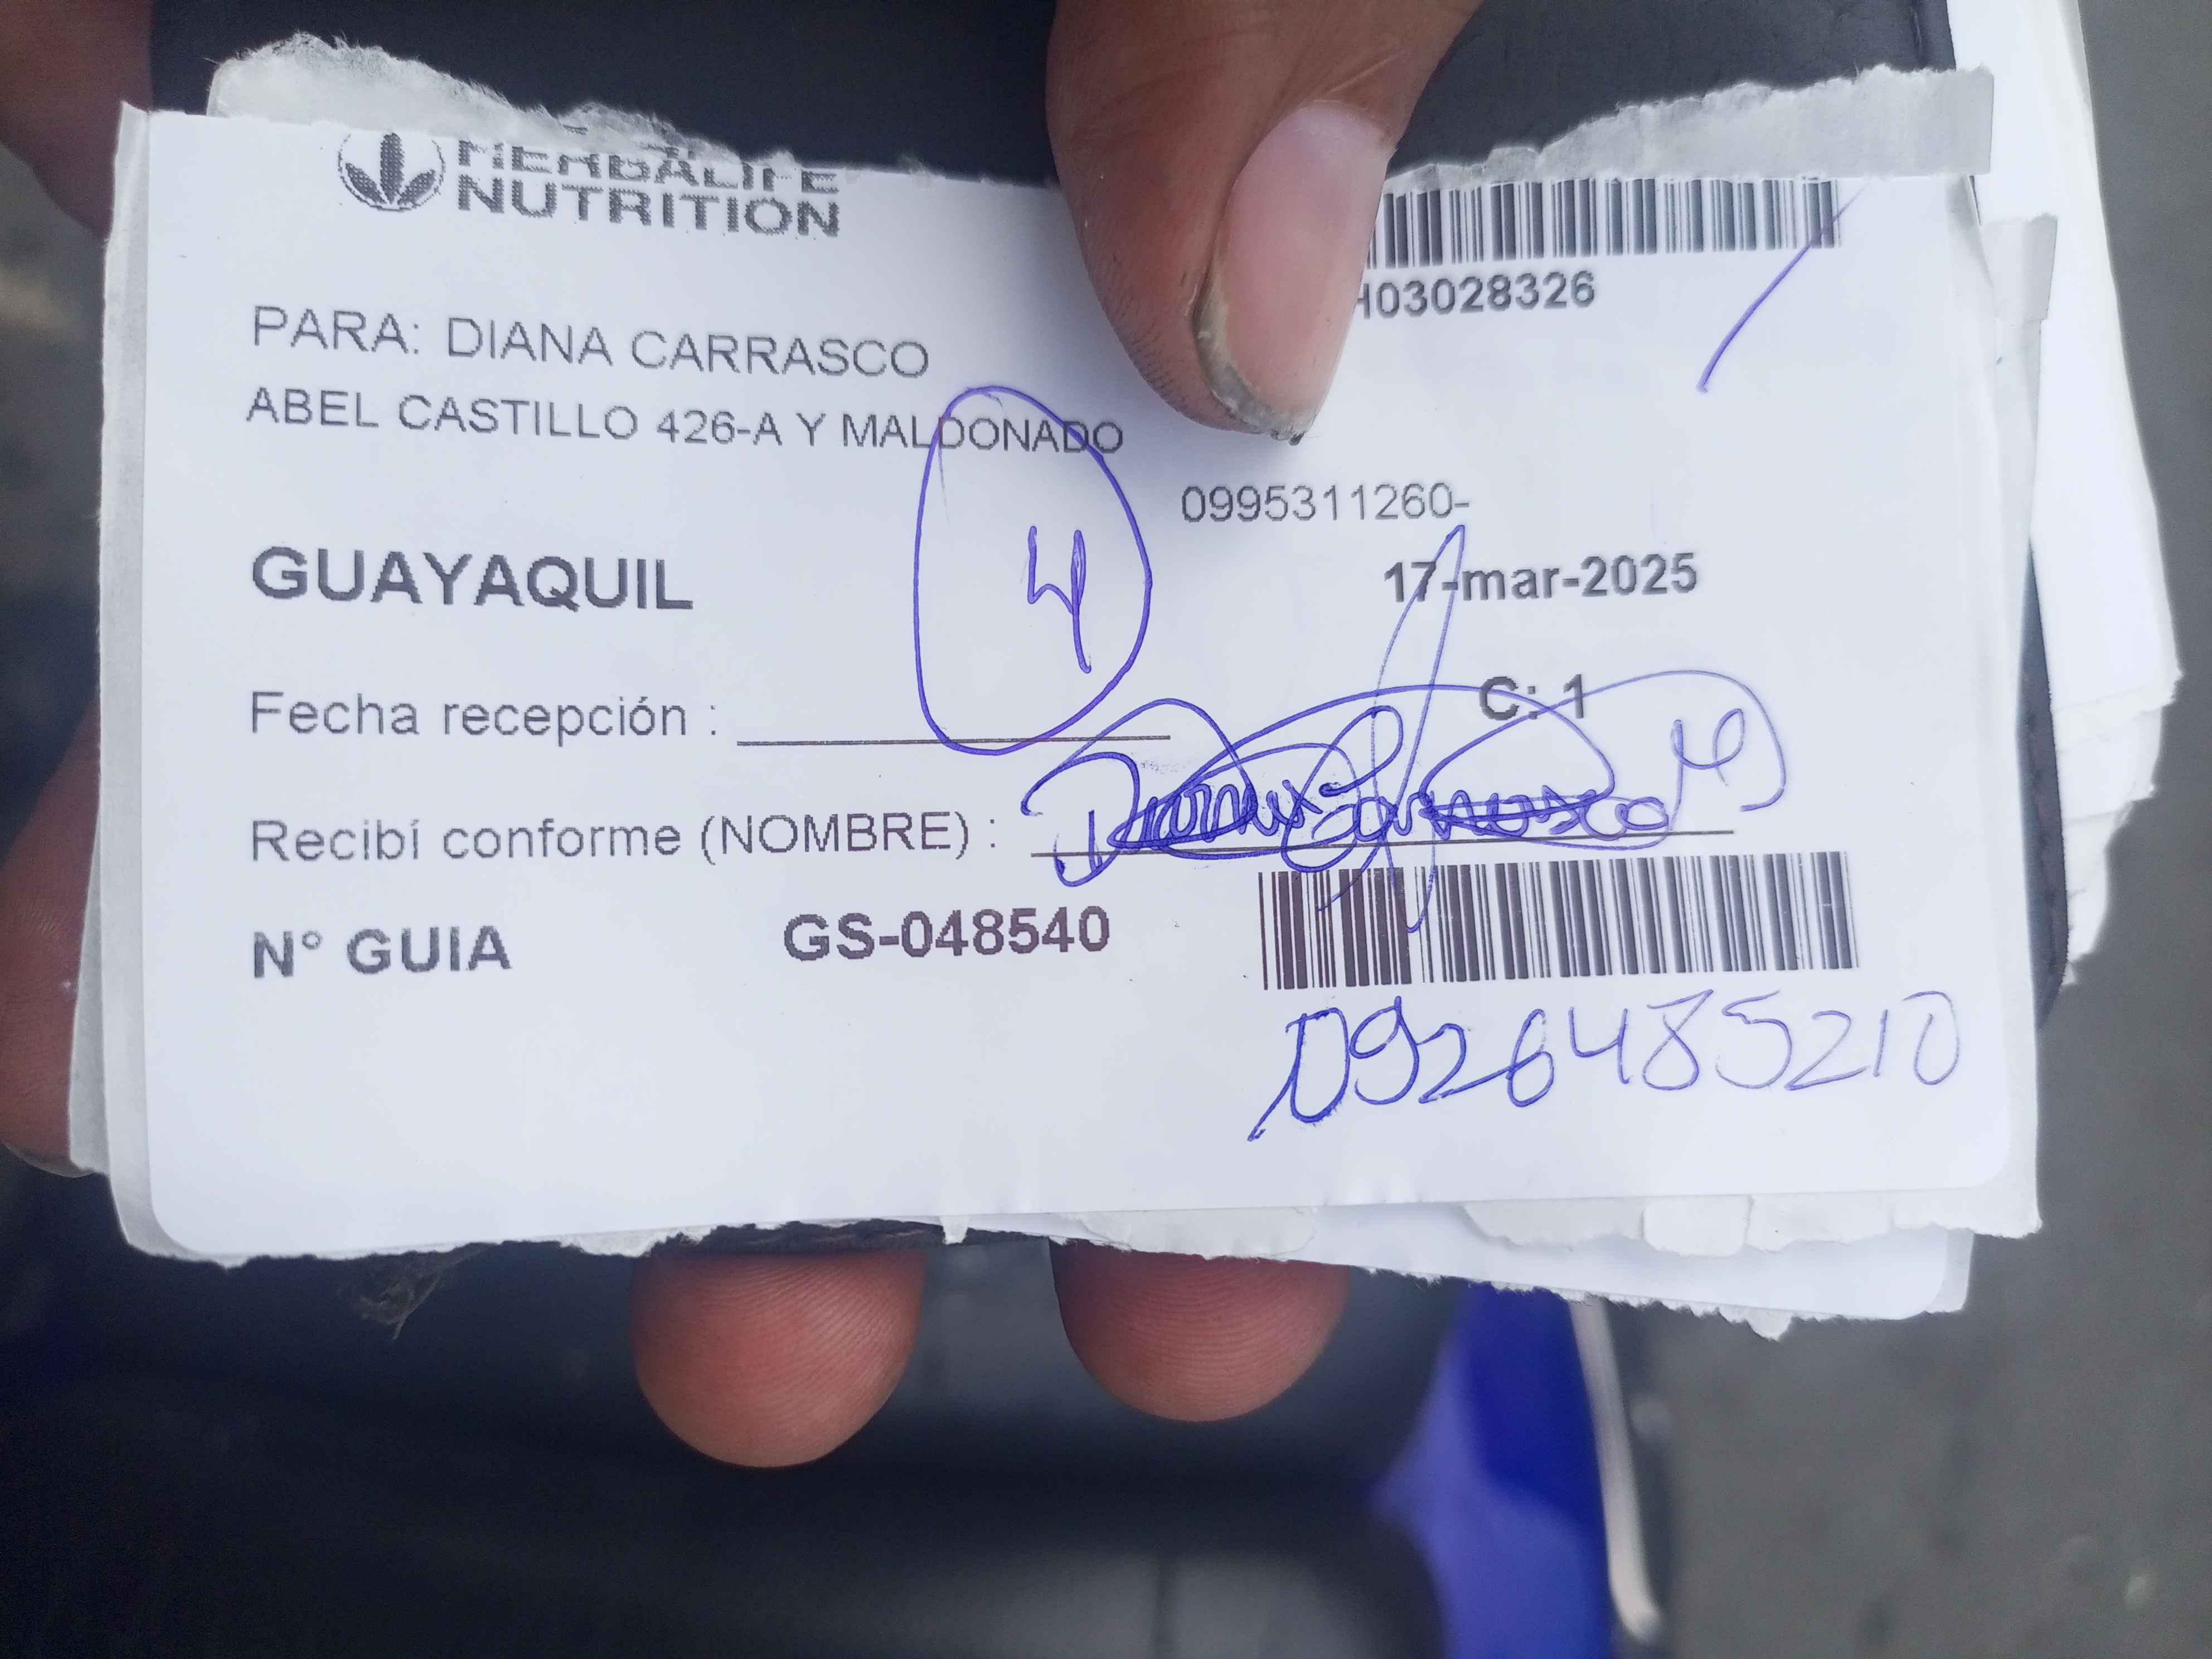 HERBALIFE
NUTRITION
H03028326
PARA: DIANA CARRASCO
ABEL CASTILLO 426-A Y MALDONADO
0995311260-
GUAYAQUIL
4
17-mar-2025
C: 1
Fecha recepción :
Recibí conforme (NOMBRE) :
N° GUIA GS-048540
0926485210